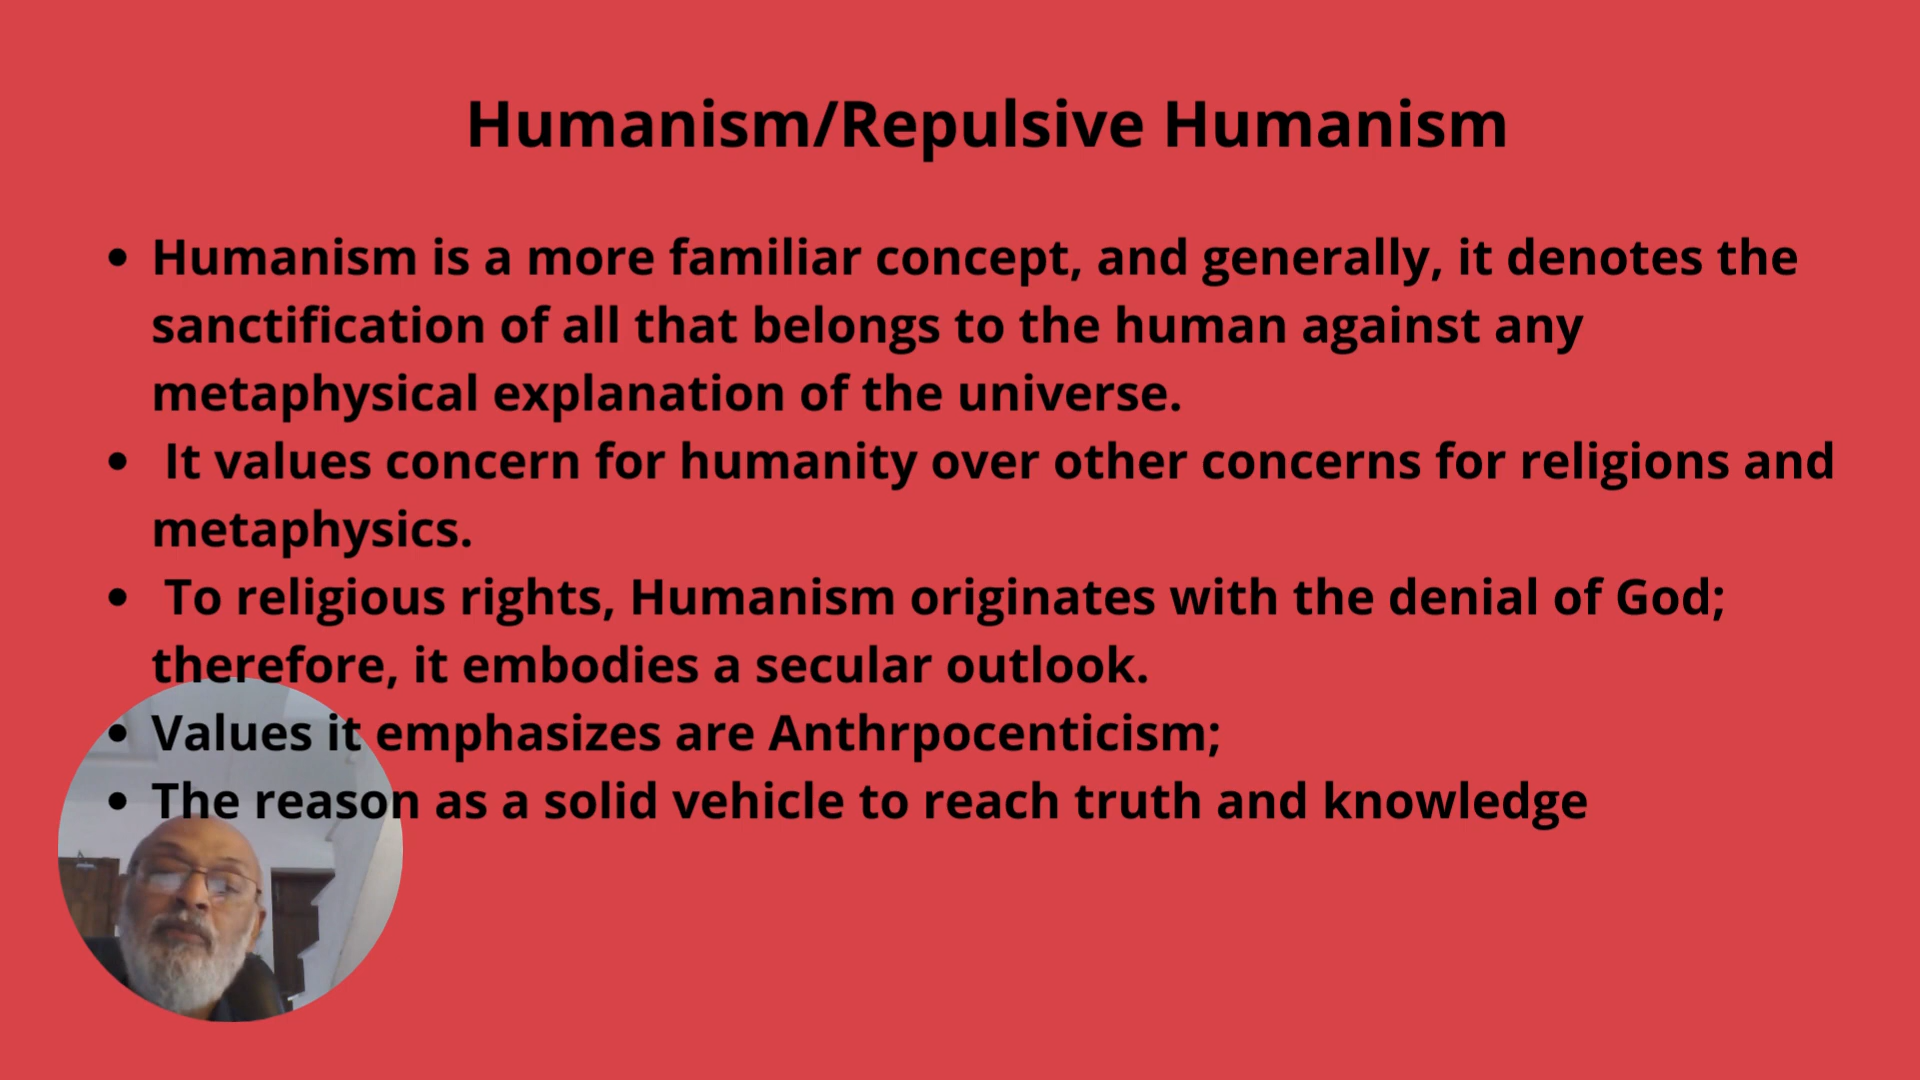 Humanism/Repulsive Humanism
• Humanism is a more familiar concept, and generally, it denotes the
sanctification of all that belongs to the human against any
metaphysical explanation of the universe.
• It values concern for humanity over other concerns for religions and
metaphysics.
• To religious rights, Humanism originates with the denial of God;
therefore, it embodies a secular outlook.
• Values it emphasizes are Anthrpocenticism;
• The reason as a solid vehicle to reach truth and knowledge